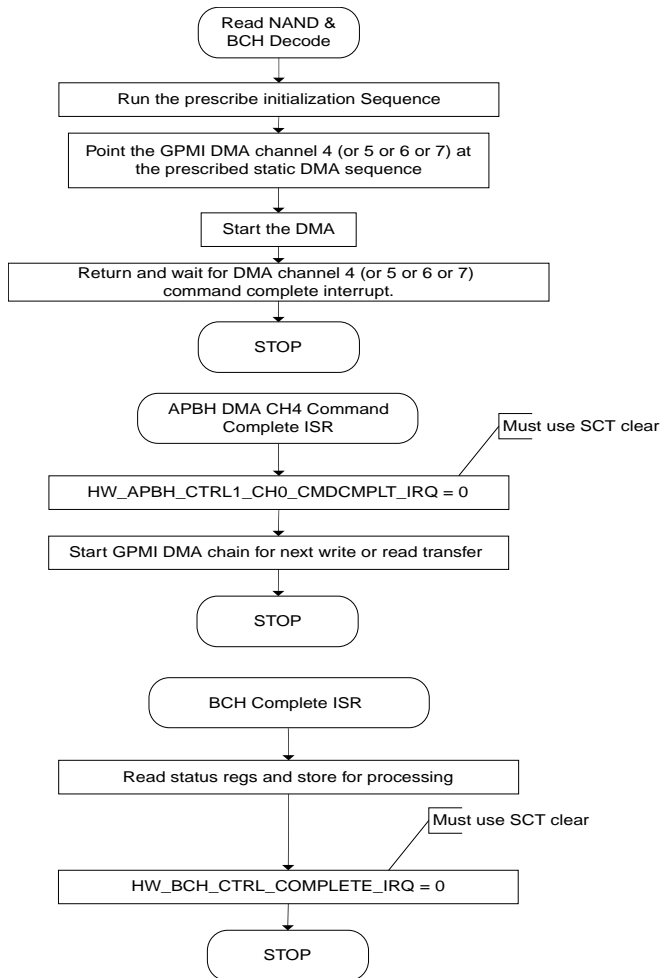 Read NAND &
BCH Decode
Run the prescribe initialization Sequence
Point the GPMI DMA channel 4 (or 5 or 6 or 7) at
the prescribed static DMA sequence
Start the DMA
Return and wait for DMA channel 4 (or 5 or 6 or 7)
command complete interrupt.
STOP
APBH DMA CH4 Command
Complete ISR
Must use SCT clear
HW_APBH_CTRL1_CH0_CMDCMPLT_IRQ = 0
Start GPMI DMA chain for next write or read transfer
STOP
BCH Complete ISR
Read status regs and store for processing
Must use SCT clear
HW_BCH_CTRL_COMPLETE_IRQ = 0
STOP